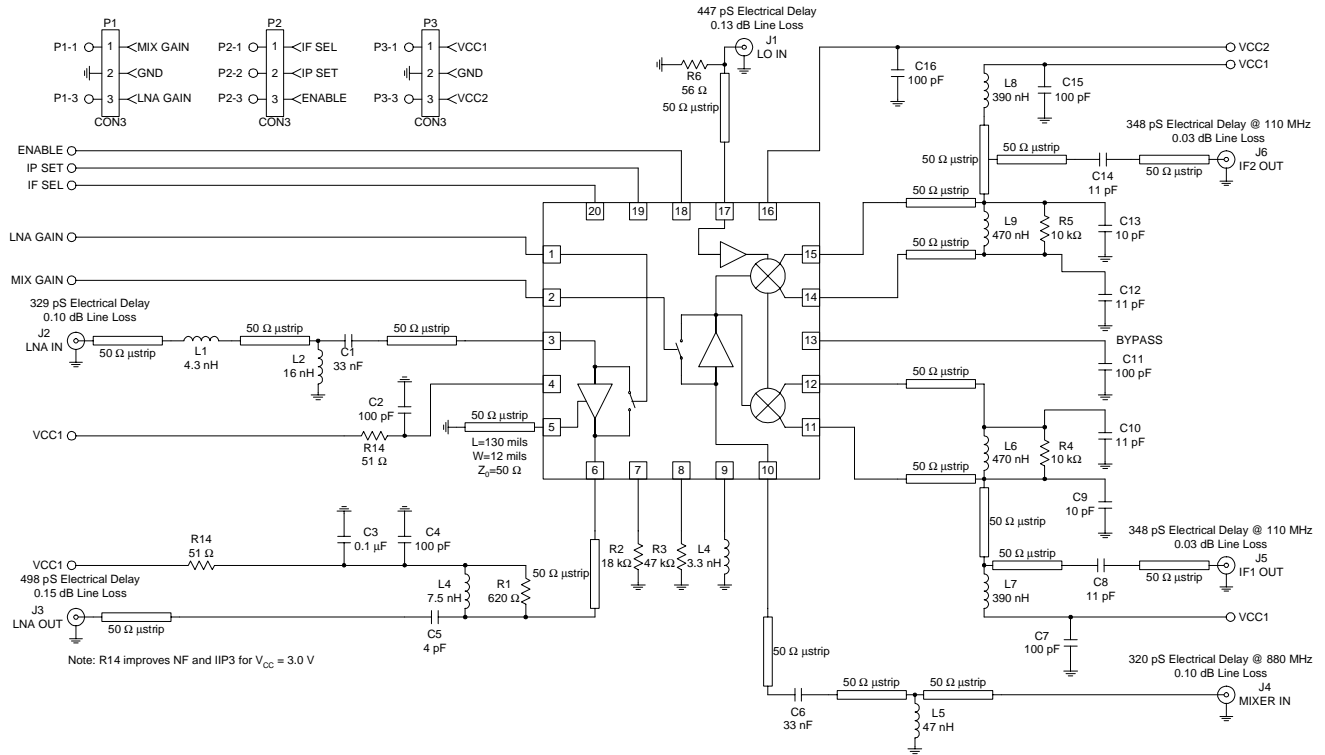 447 pS Electrical Delay
0.13 dB Line Loss
J1
LO IN
P1
P1-1
1
MIX GAIN
2
GND
P1-3
3
LNA GAIN
CON3
P2
P2-1
1
IF SEL
P2-2
2
IP SET
P2-3
3
ENABLE
CON3
P3
P3-1
1
VCC1
2
GND
P3-3
3
VCC2
CON3
R6
56 Ω
50 Ω µstrip
C16
100 pF
VCC2
VCC1
L8
390 nH
C15
100 pF
348 pS Electrical Delay @ 110 MHz
0.03 dB Line Loss
J6
IF2 OUT
50 Ω µstrip
50 Ω µstrip
C14
11 pF
50 Ω µstrip
ENABLE
IP SET
IF SEL
LNA GAIN
MIX GAIN
20
19
18
17
16
1
2
3
4
5
6
7
8
9
10
15
14
13
12
11
50 Ω µstrip
50 Ω µstrip
L9
470 nH
R5
10 kΩ
C13
10 pF
C12
11 pF
BYPASS
C11
100 pF
329 pS Electrical Delay
0.10 dB Line Loss
J2
LNA IN
50 Ω µstrip
L1
4.3 nH
50 Ω µstrip
L2
16 nH
C1
33 nF
50 Ω µstrip
C2
100 pF
VCC1
R14
51 Ω
50 Ω µstrip
L=130 mils
W=12 mils
Z0=50 Ω
50 Ω µstrip
50 Ω µstrip
L6
470 nH
R4
10 kΩ
C10
11 pF
C9
10 pF
50 Ω µstrip
348 pS Electrical Delay @ 110 MHz
0.03 dB Line Loss
J5
IF1 OUT
50 Ω µstrip
C8
11 pF
50 Ω µstrip
L7
390 nH
VCC1
C7
100 pF
VCC1
R14
51 Ω
C3
0.1 µF
C4
100 pF
498 pS Electrical Delay
0.15 dB Line Loss
J3
LNA OUT
50 Ω µstrip
L4
7.5 nH
R1
620 Ω
C5
4 pF
50 Ω µstrip
R2
18 kΩ
R3
47 kΩ
L4
3.3 nH
Note: R14 improves NF and IIP3 for VCC = 3.0 V
50 Ω µstrip
C6
33 nF
50 Ω µstrip
50 Ω µstrip
L5
47 nH
320 pS Electrical Delay @ 880 MHz
0.10 dB Line Loss
J4
MIXER IN